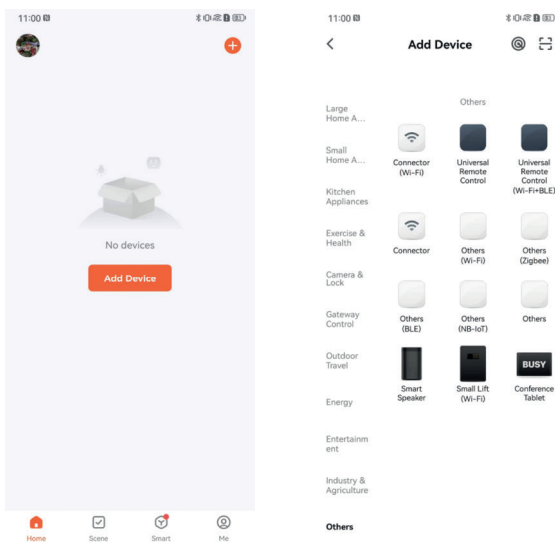 11:00
No devices
Add Device
Home
Scene
Smart
Me
11:00
Add Device
Large
Home A...
Small
Home A...
Kitchen
Appliances
Exercise &
Health
Camera &
Lock
Gateway
Control
Outdoor
Travel
Energy
Entertainm
ent
Industry &
Agriculture
Others
Others
Connector
(Wi-Fi)
Universal
Remote
Control
Universal
Remote
Control
(Wi-Fi+BLE)
Connector
Others
(Wi-Fi)
Others
(Zigbee)
Others
(BLE)
Others
(NB-IoT)
Others
BUSY
Smart
Speaker
Small Lift
(Wi-Fi)
Conference
Tablet